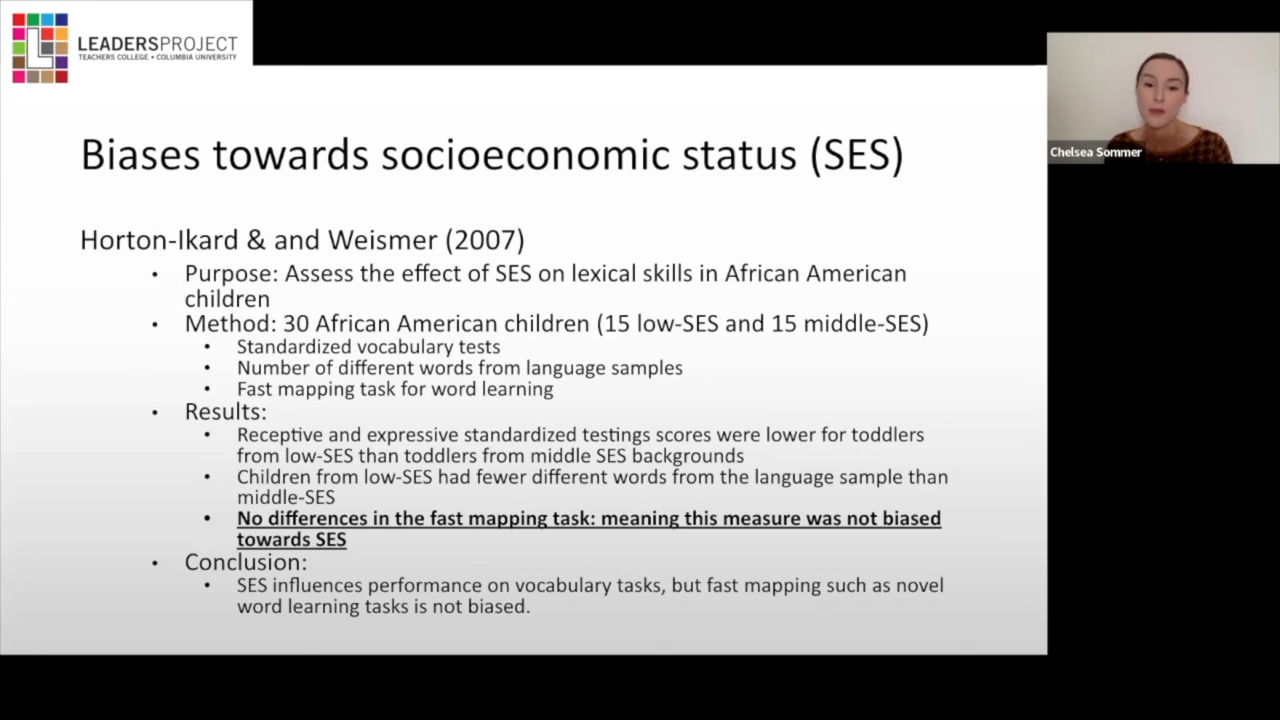 LEADERSPROJECT
TEACHERS COLLEGE • COLUMBIA UNIVERSITY
Chelsea Sommer
Biases towards socioeconomic status (SES)
Horton-Ikard & and Weismer (2007)
• Purpose: Assess the effect of SES on lexical skills in African American
children
• Method: 30 African American children (15 low-SES and 15 middle-SES)
• Standardized vocabulary tests
• Number of different words from language samples
• Fast mapping task for word learning
• Results:
• Receptive and expressive standardized testings scores were lower for toddlers
from low-SES than toddlers from middle SES backgrounds
• Children from low-SES had fewer different words from the language sample than
middle-SES
• No differences in the fast mapping task: meaning this measure was not biased
towards SES
• Conclusion:
• SES influences performance on vocabulary tasks, but fast mapping such as novel
word learning tasks is not biased.